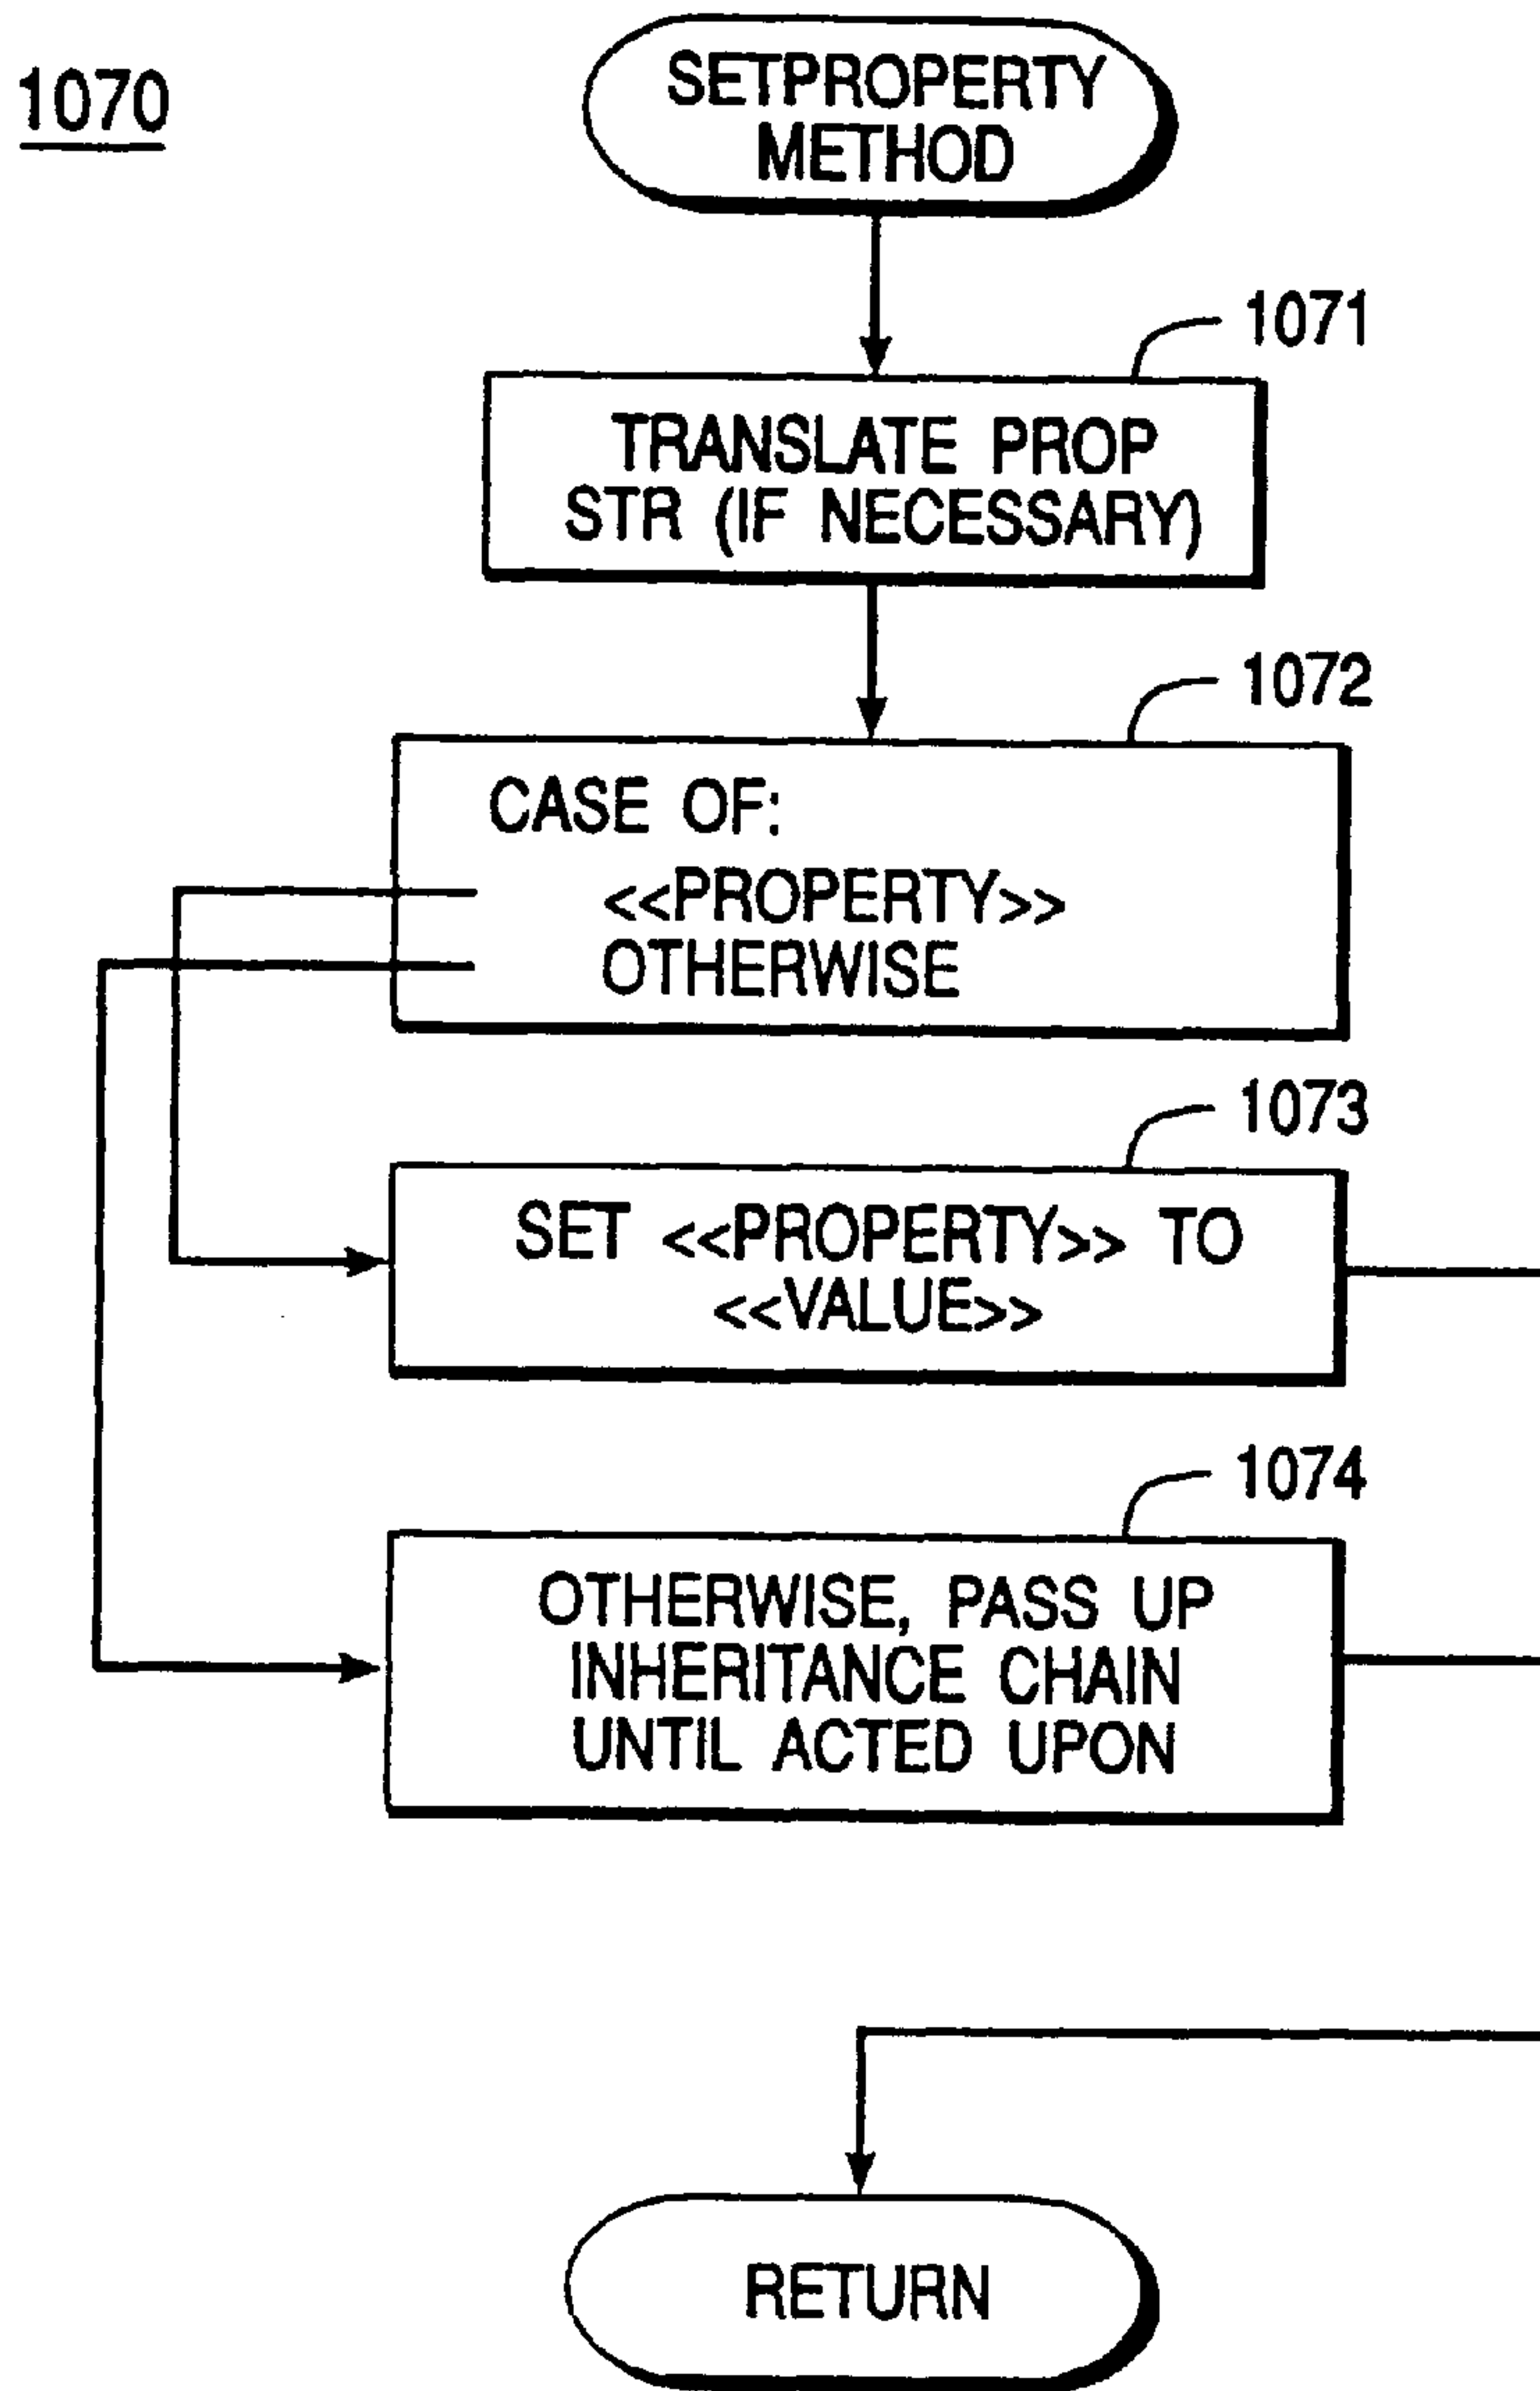 1070
SETPROPERTY
METHOD
1071
TRANSLATE PROP
STR (IF NECESSARY)
1072
CASE OF:
<<PROPERTY>>
OTHERWISE
1073
SET <<PROPERTY>> TO
<<VALUE>>
1074
OTHERWISE, PASS UP
INHERITANCE CHAIN
UNTIL ACTED UPON
RETURN